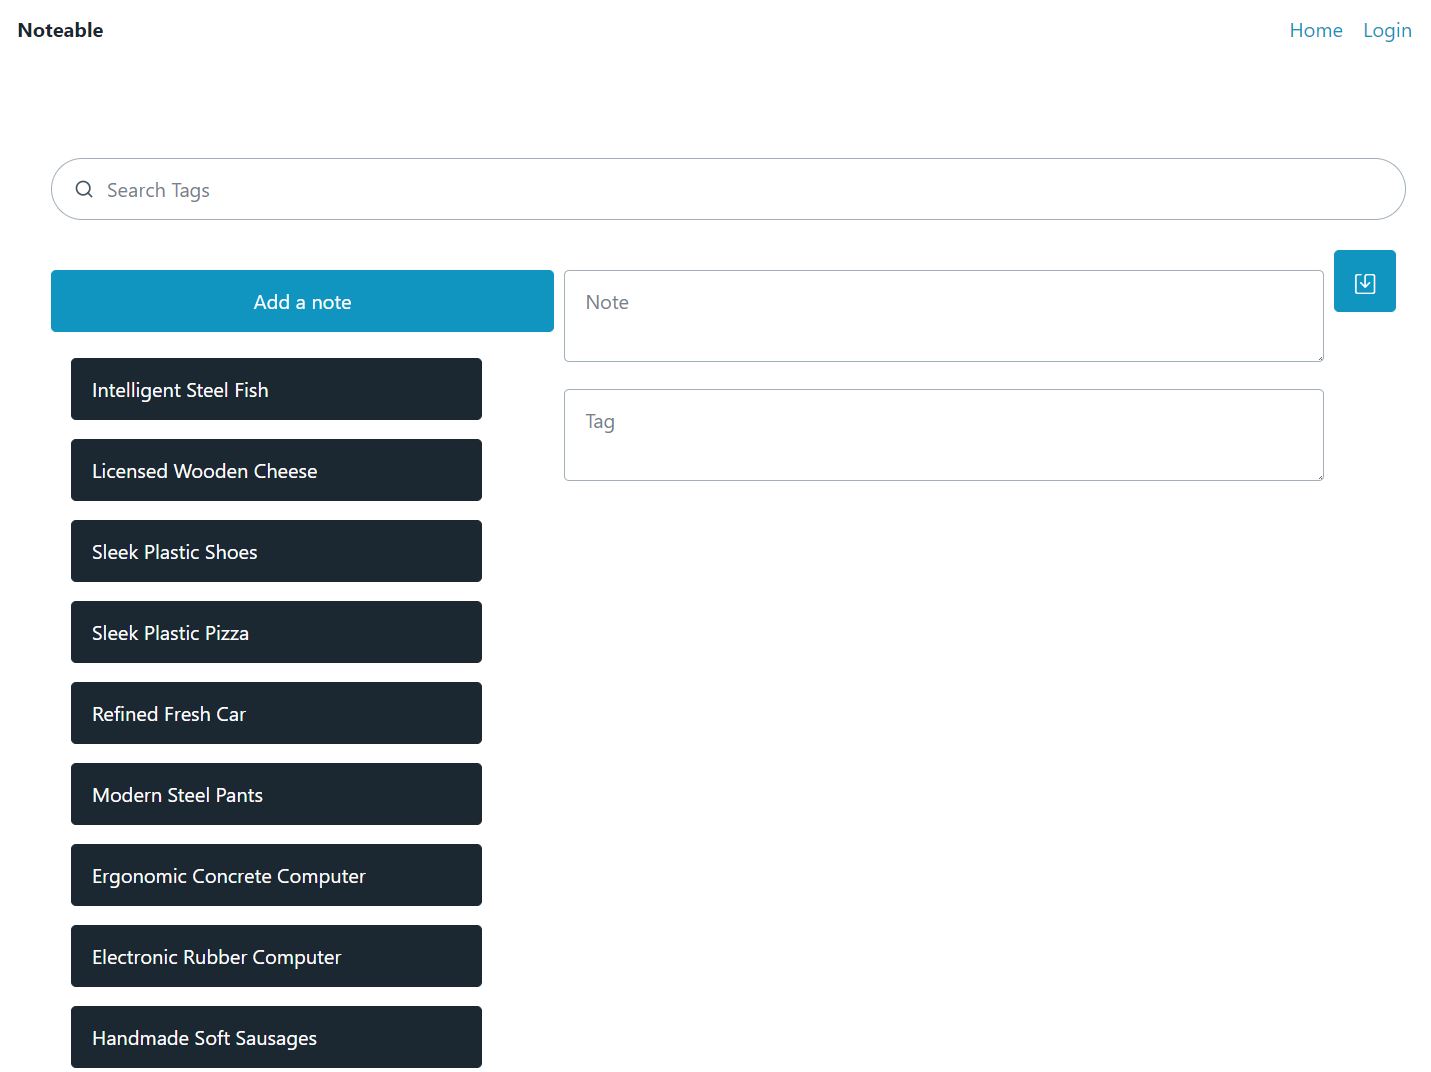 Noteable
Home Login
Search Tags
Add a note
Note
Tag
Intelligent Steel Fish
Licensed Wooden Cheese
Sleek Plastic Shoes
Sleek Plastic Pizza
Refined Fresh Car
Modern Steel Pants
Ergonomic Concrete Computer
Electronic Rubber Computer
Handmade Soft Sausages